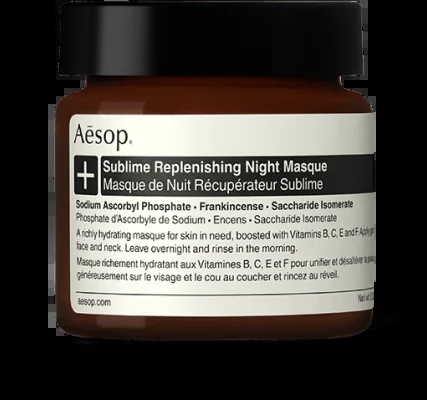 Aēsop.
+
Sublime Replenishing Night Masque
Masque de Nuit Récupérateur Sublime
Sodium Ascorbyl Phosphate • Frankincense • Saccharide Isomerate
Phosphate d'Ascorbyle de Sodium • Encens • Saccharide Isomerate
A richly hydrating masque for skin in need, boosted with Vitamins B, C, E and F. Apply
face and neck. Leave overnight and rinse in the morning.
Masque richement hydratant aux Vitamines B, C, E et F pour unifier et désaltérer la
généreusement sur le visage et le cou au coucher et rincez au réveil.
aesop.com
Net